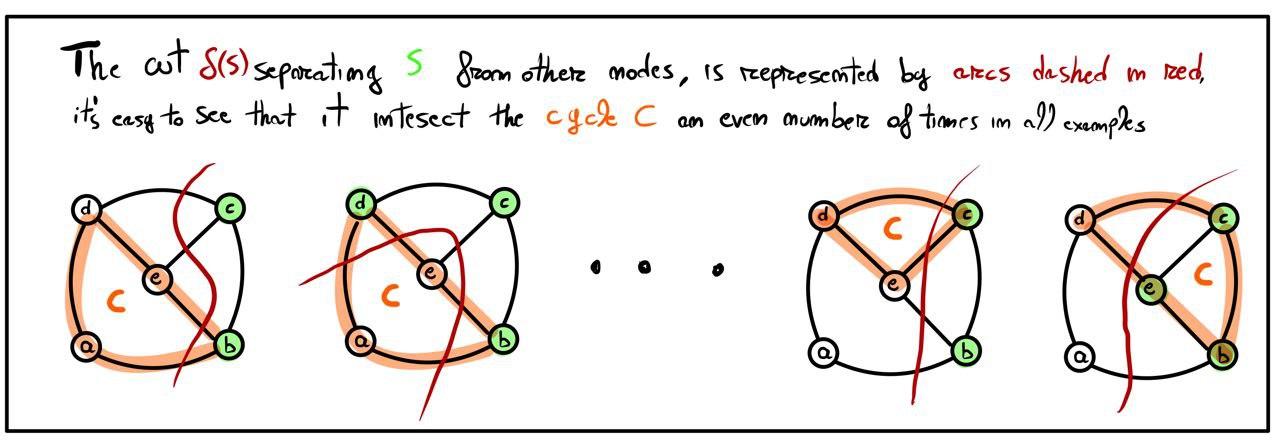 The cut δ(S) separating S from other nodes, is represented by arcs dashed in red,
it's easy to see that it intesect the cycle C an even number of times in all examples
d c e a b C
d c e a b C
. . .
d c e a b C
d c e a b C